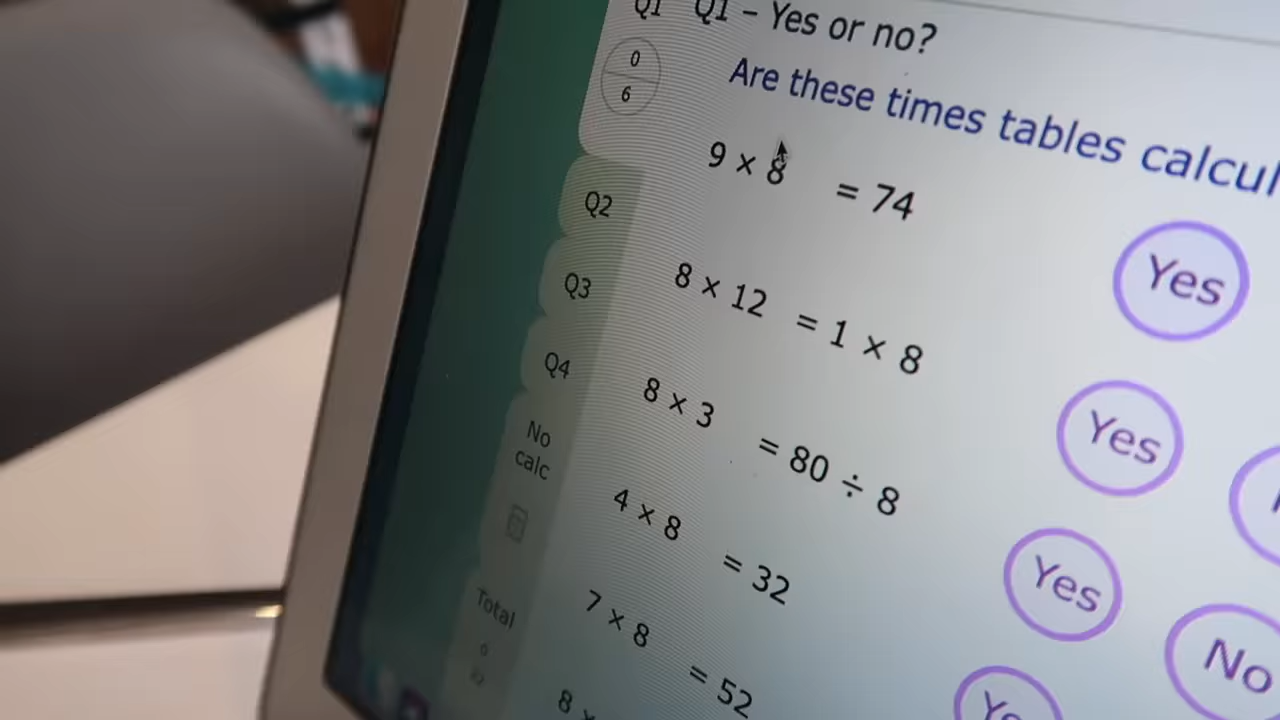 Q1 Q1 – Yes or no?
0
6
Are these times tables
9 × 8 = 74
Yes
Q2
8 × 12 = 1 × 8
Yes
Q3
8 × 3 = 80 ÷ 8
Yes
Q4
4 × 8 = 32
No
No
calc
7 × 8 = 52
Total
0
8